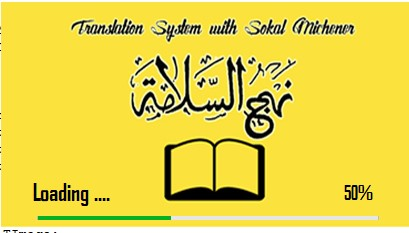 Translation System with Sokal Michener
نهج السلامة
Loading ....
50%